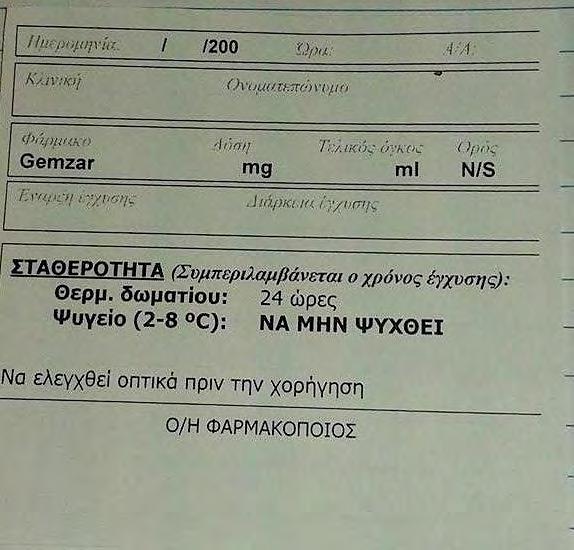 Ημερομηνία: / /200 Ώρα: Α/Α:
Κλινική Ονοματεπώνυμο
Φάρμακο Δόση Τελικός όγκος Ορός
Gemzar mg ml N/S
Έναρξη έγχυσης Διάρκεια έγχυσης
ΣΤΑΘΕΡΟΤΗΤΑ (Συμπεριλαμβάνεται ο χρόνος έγχυσης):
Θερμ. δωματίου: 24 ώρες
Ψυγείο (2-8 ºC): ΝΑ ΜΗΝ ΨΥΧΘΕΙ
Να ελεγχθεί οπτικά πριν την χορήγηση
Ο/Η ΦΑΡΜΑΚΟΠΟΙΟΣ